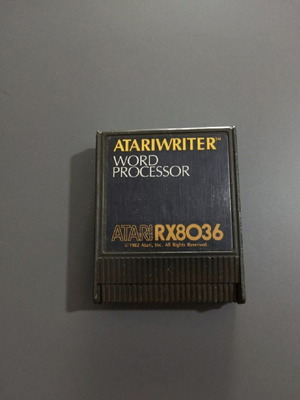 ATARIWRITER™
WORD
PROCESSOR
ATARI RX8036
© 1982 Atari, Inc. All Rights Reserved.